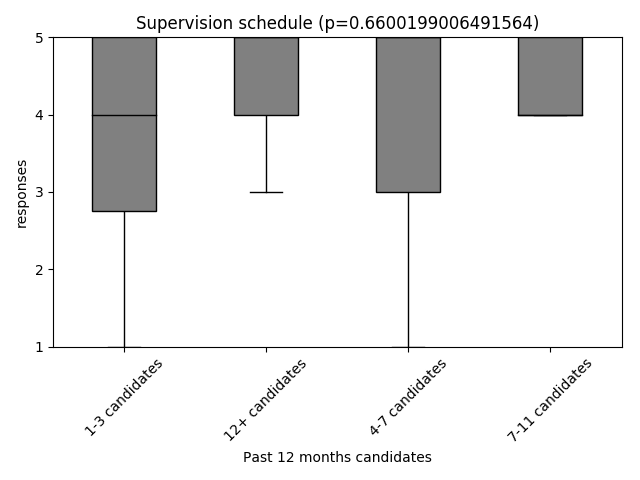 Supervision schedule (p=0.6600199006491564)
5
4
3
2
1
responses
1-3 candidates
12+ candidates
4-7 candidates
7-11 candidates
Past 12 months candidates